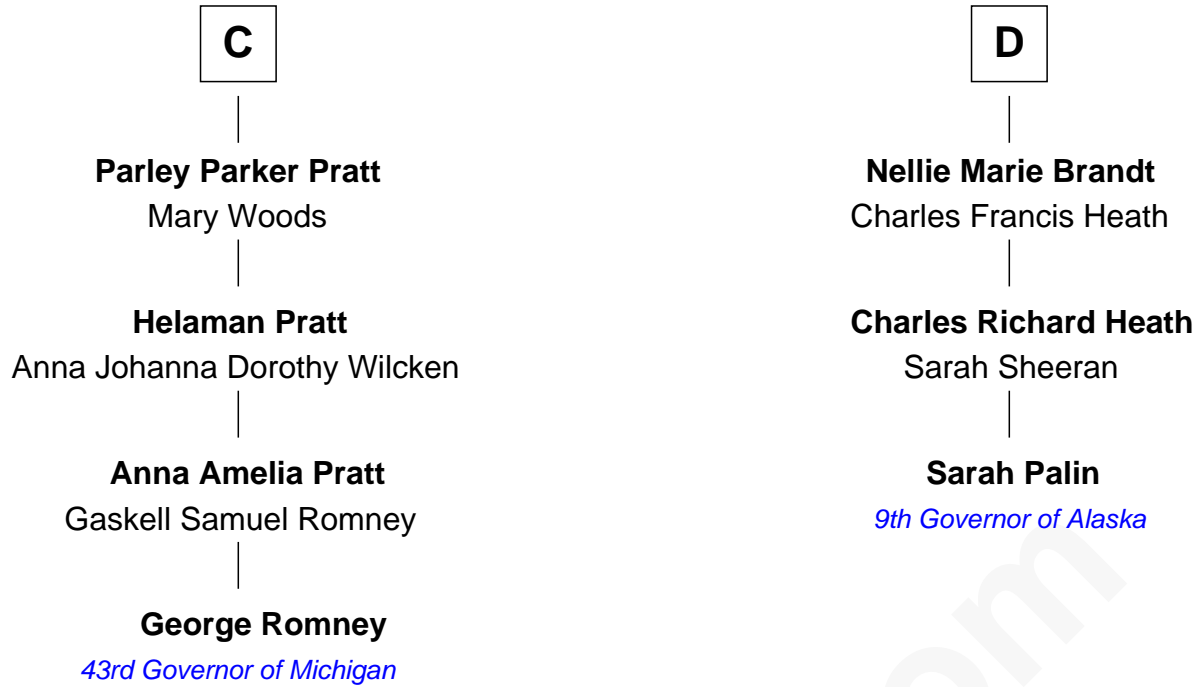 C
Parley Parker Pratt
Mary Woods
Helaman Pratt
Anna Johanna Dorothy Wilcken
Anna Amelia Pratt
Gaskell Samuel Romney
George Romney
43rd Governor of Michigan
D
Nellie Marie Brandt
Charles Francis Heath
Charles Richard Heath
Sarah Sheeran
Sarah Palin
9th Governor of Alaska
om